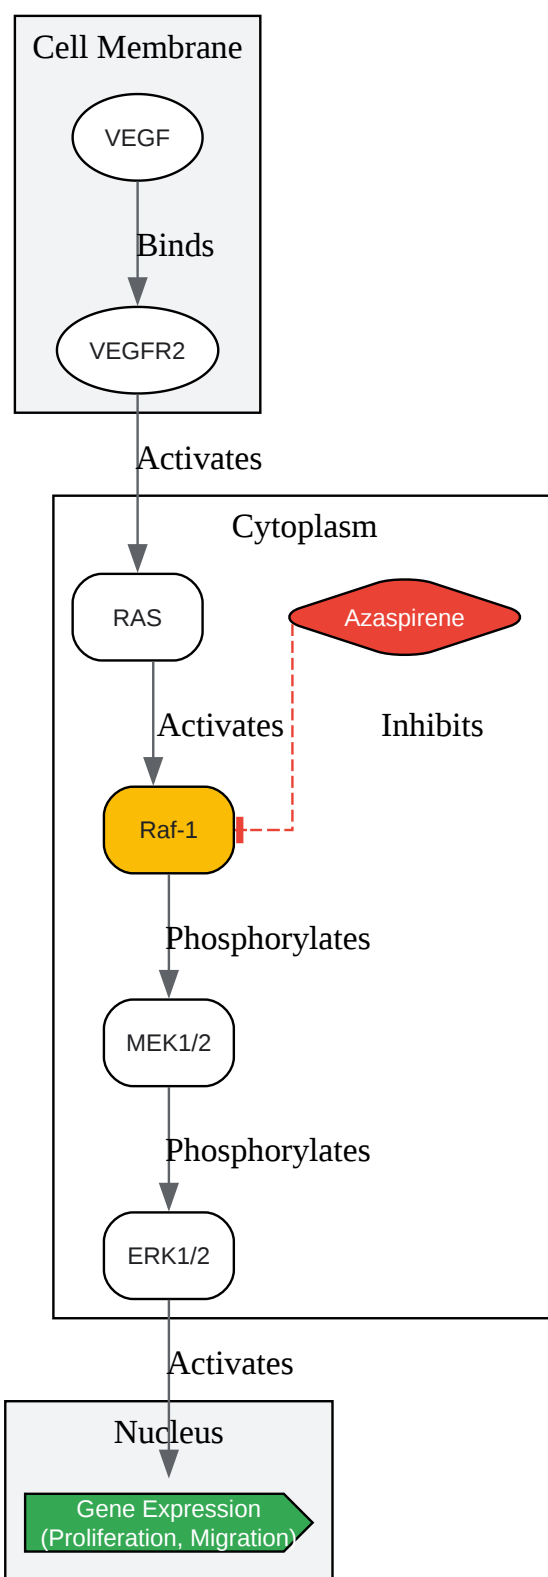 Cell Membrane
VEGF
Binds
VEGFR2
Activates
Cytoplasm
RAS
Azaspirene
Activates
Inhibits
Raf-1
Phosphorylates
MEK1/2
Phosphorylates
ERK1/2
Activates
Nucleus
Gene Expression
(Proliferation, Migration)